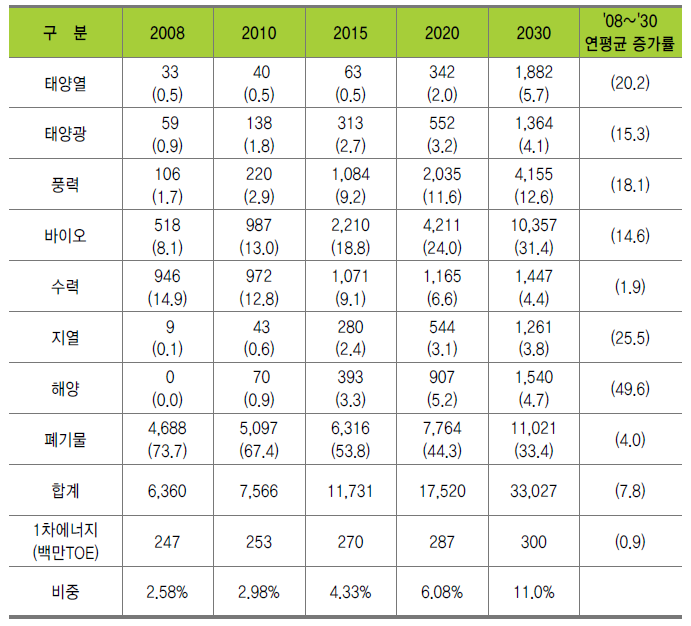 구 분 2008 2010 2015 2020 2030 '08~'30 연평균 증가률
태양열 33 40 63 342 1,882 (20.2)
(0.5) (0.5) (0.5) (2.0) (5.7)
태양광 59 138 313 552 1,364 (15.3)
(0.9) (1.8) (2.7) (3.2) (4.1)
풍력 106 220 1,084 2,035 4,155 (18.1)
(1.7) (2.9) (9.2) (11.6) (12.6)
바이오 518 987 2,210 4,211 10,357 (14.6)
(8.1) (13.0) (18.8) (24.0) (31.4)
수력 946 972 1,071 1,165 1,447 (1.9)
(14.9) (12.8) (9.1) (6.6) (4.4)
지열 9 43 280 544 1,261 (25.5)
(0.1) (0.6) (2.4) (3.1) (3.8)
해양 0 70 393 907 1,540 (49.6)
(0.0) (0.9) (3.3) (5.2) (4.7)
폐기물 4,688 5,097 6,316 7,764 11,021 (4.0)
(73.7) (67.4) (53.8) (44.3) (33.4)
합계 6,360 7,566 11,731 17,520 33,027 (7.8)
1차에너지
(백만TOE) 247 253 270 287 300 (0.9)
비중 2.58% 2.98% 4.33% 6.08% 11.0%